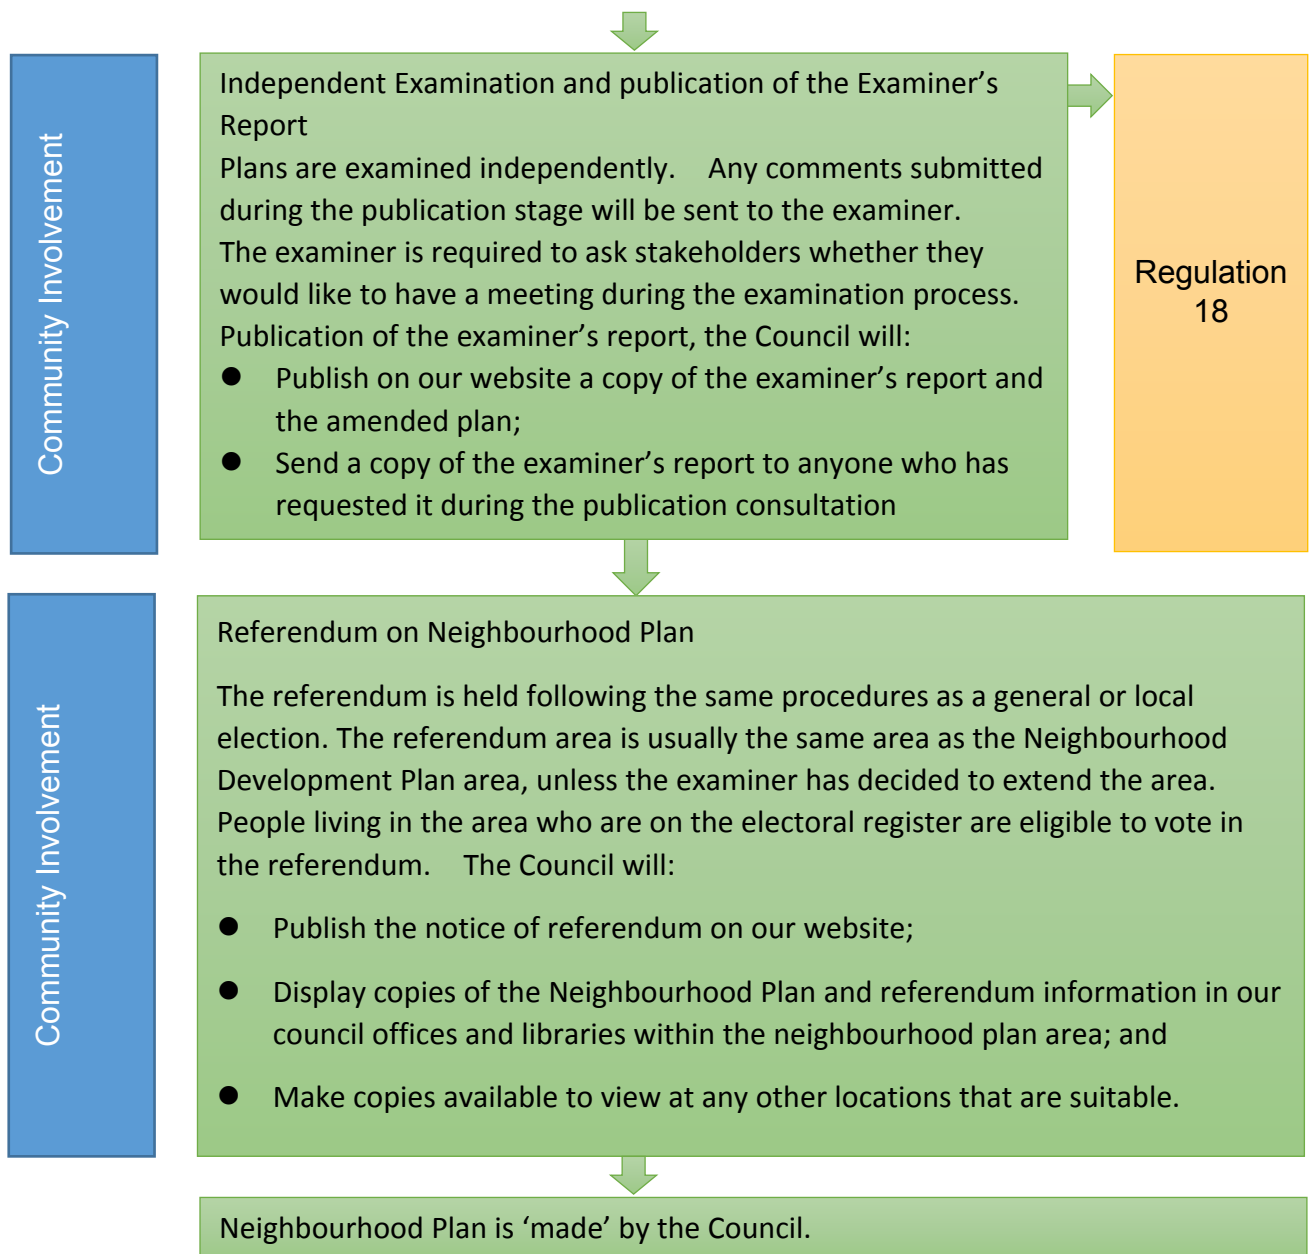 Community Involvement
Independent Examination and publication of the Examiner’s
Report
Plans are examined independently.    Any comments submitted
during the publication stage will be sent to the examiner.
The examiner is required to ask stakeholders whether they
would like to have a meeting during the examination process.
Publication of the examiner’s report, the Council will:
● Publish on our website a copy of the examiner’s report and
the amended plan;
● Send a copy of the examiner’s report to anyone who has
requested it during the publication consultation
Regulation
18
Community Involvement
Referendum on Neighbourhood Plan
The referendum is held following the same procedures as a general or local
election. The referendum area is usually the same area as the Neighbourhood
Development Plan area, unless the examiner has decided to extend the area.
People living in the area who are on the electoral register are eligible to vote in
the referendum.    The Council will:
● Publish the notice of referendum on our website;
● Display copies of the Neighbourhood Plan and referendum information in our
council offices and libraries within the neighbourhood plan area; and
● Make copies available to view at any other locations that are suitable.
Neighbourhood Plan is ‘made’ by the Council.